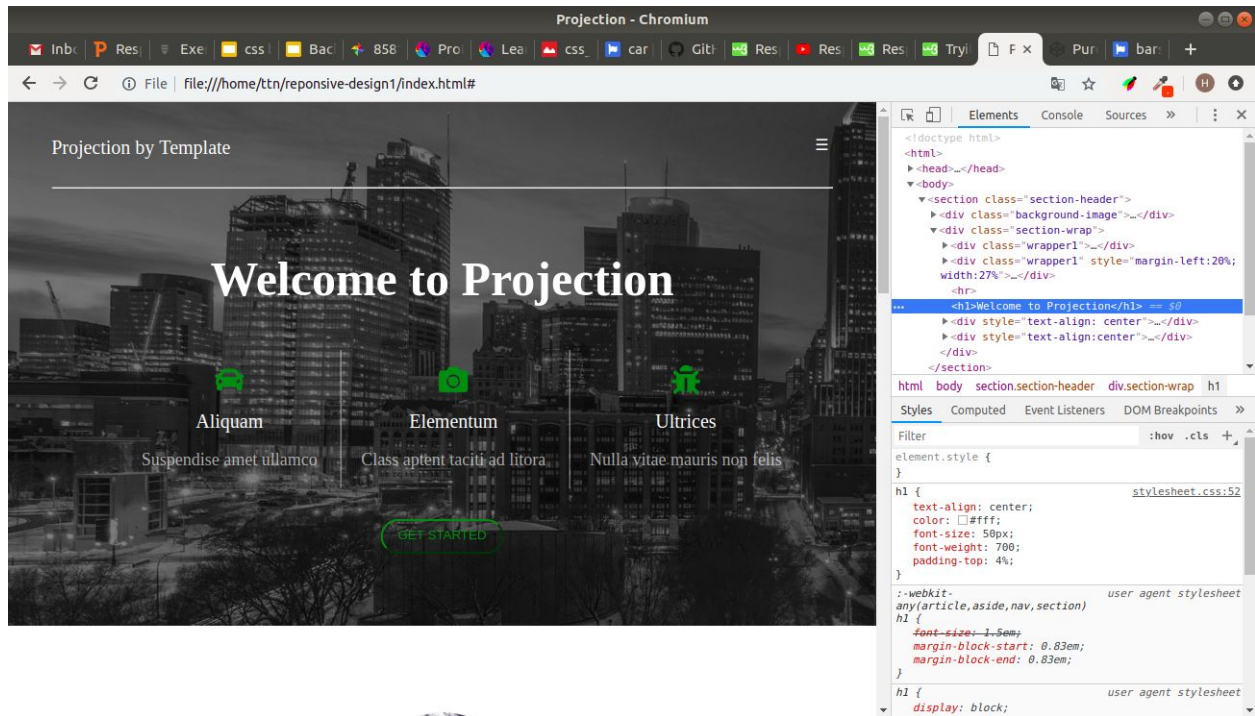 Projection - Chromium
Inbo Res Exe css Bac 858 Pro Lea css_ car Git Res Res Res Tryi Pur bar +
File file:///home/ttn/reponsive-design1/index.html#
H
Projection by Template
☰
Welcome to Projection
Aliquam Elementum Ultrices
Suspendise amet ullamco Class aptent taciti ad litora Nulla vitae mauris non felis
GET STARTED
Elements Console Sources »
<!doctype html>
<html>
▶<head>…</head>
▼<body>
▼<section class="section-header">
▶<div class="background-image">…</div>
▼<div class="section-wrap">
▶<div class="wrapper1">…</div>
▶<div class="wrapper1" style="margin-left:20%;
width:27%">…</div>
<hr>
<h1>Welcome to Projection</h1> == $0
▶<div style="text-align: center">…</div>
▶<div style="text-align:center">…</div>
</div>
</section>
html body section.section-header div.section-wrap h1
Styles Computed Event Listeners DOM Breakpoints »
Filter :hov .cls +
element.style {
}
h1 { stylesheet.css:52
text-align: center;
color: #fff;
font-size: 50px;
font-weight: 700;
padding-top: 4%;
}
:-webkit- user agent stylesheet
any(article,aside,nav,section)
h1 {
font-size: 1.5em;
margin-block-start: 0.83em;
margin-block-end: 0.83em;
}
h1 { user agent stylesheet
display: block;